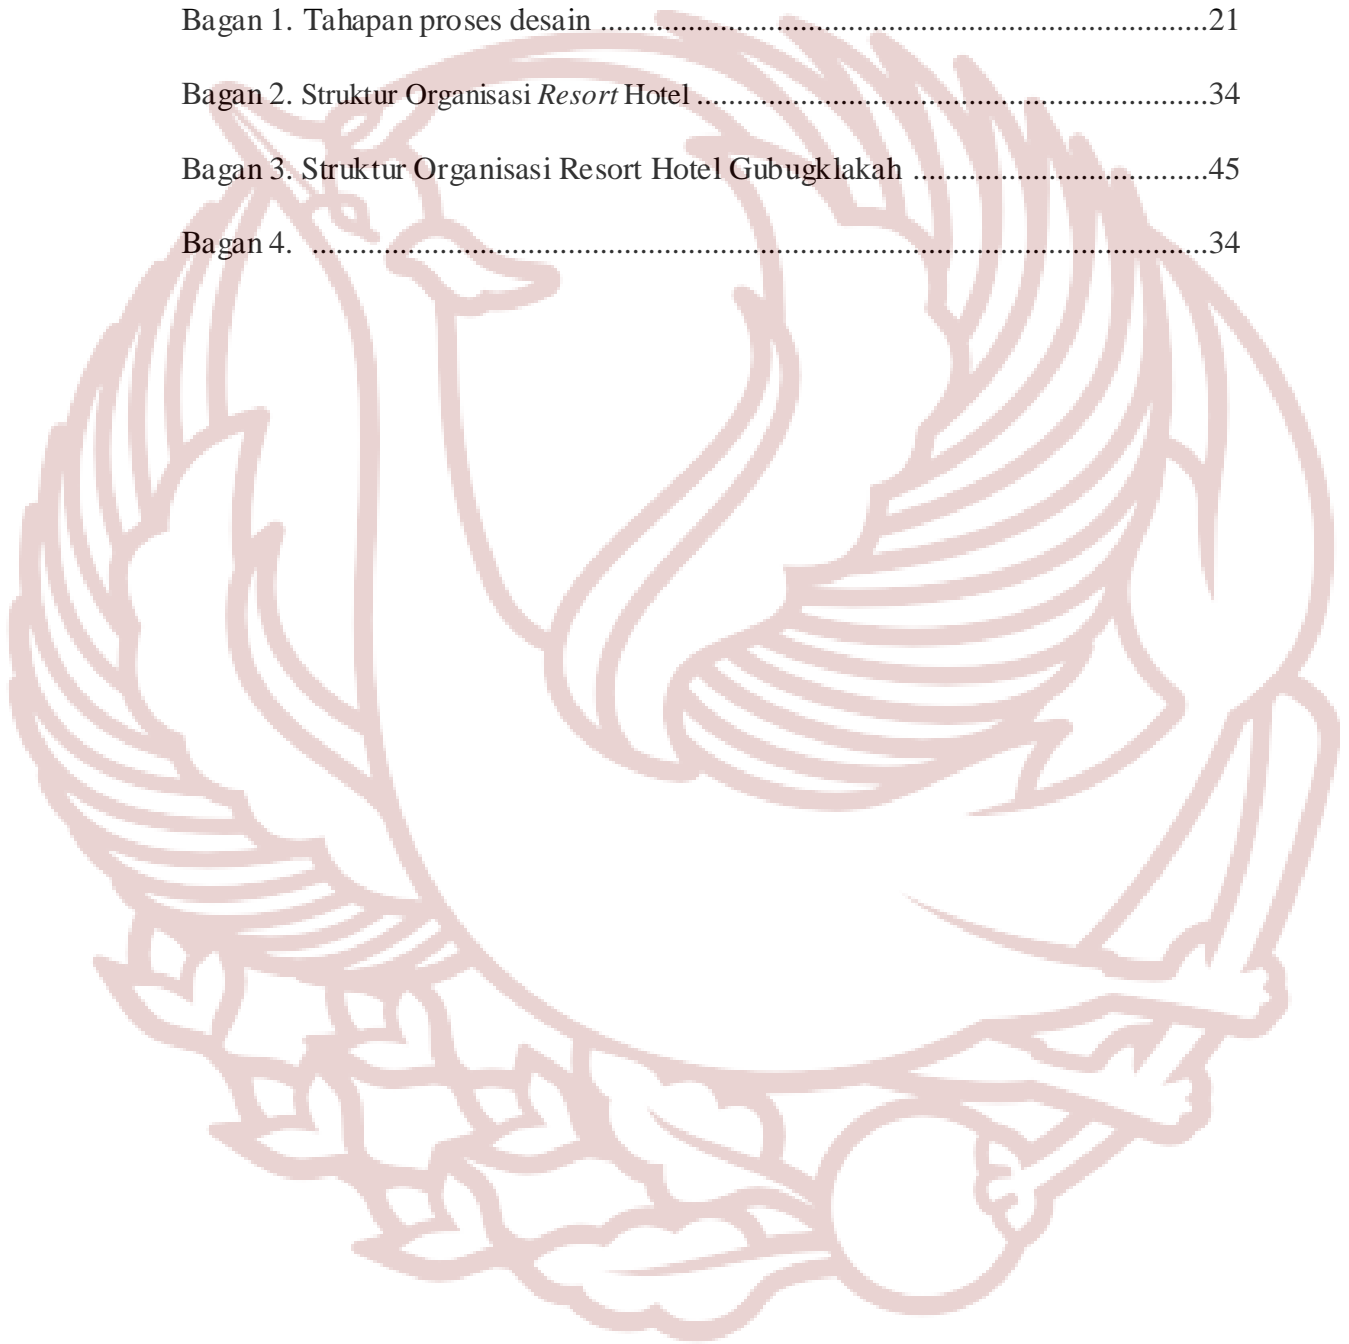 Bagan 1. Tahapan proses desain ..............................................................................21
Bagan 2. Struktur Organisasi Resort Hotel .................................................................34
Bagan 3. Struktur Organisasi Resort Hotel Gubugklakah ......................................45
Bagan 4. ...................................................................................................................34